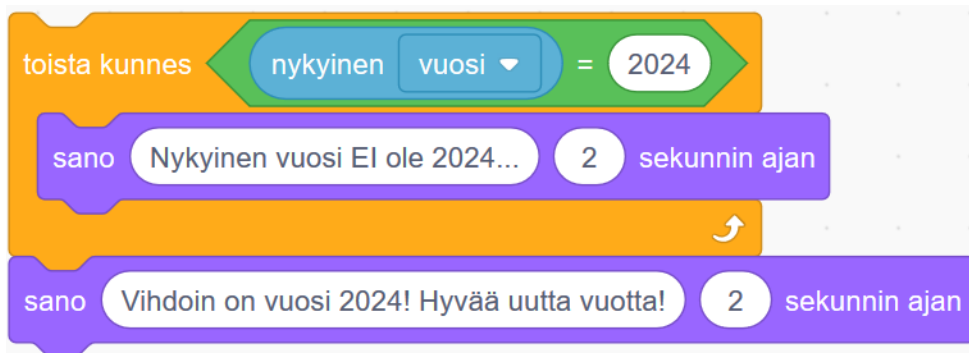 toista kunnes nykyinen vuosi = 2024
sano Nykyinen vuosi EI ole 2024... 2 sekunnin ajan
sano Vihdoin on vuosi 2024! Hyvää uutta vuotta! 2 sekunnin ajan